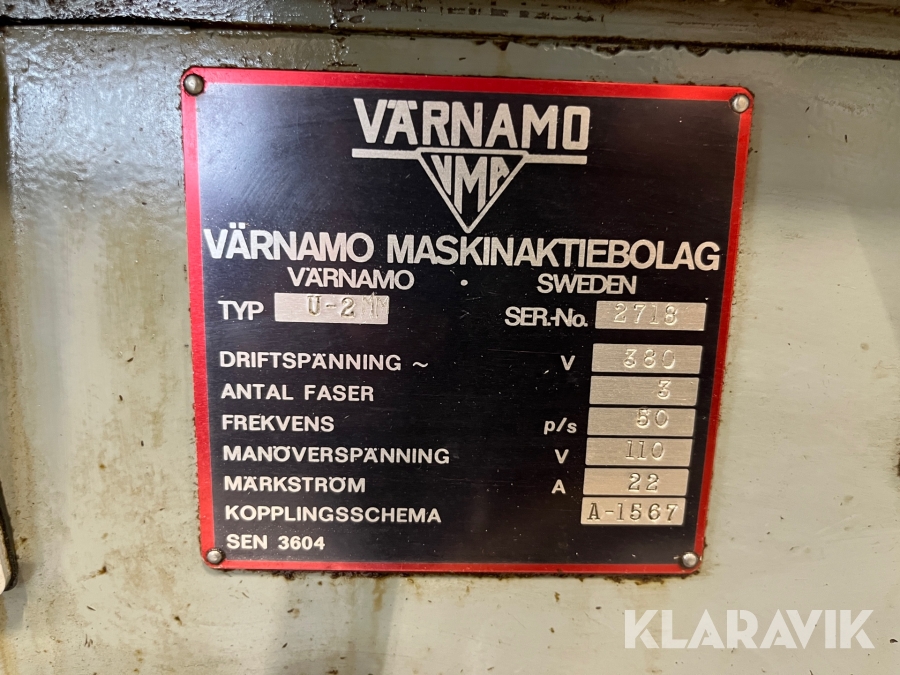 VÄRNAMO
VMA
VÄRNAMO MASKINAKTIEBOLAG
VÄRNAMO · SWEDEN
TYP U-2 SER.-No. 2718
DRIFTSPÄNNING ~ V 380
ANTAL FASER 3
FREKVENS p/s 50
MANÖVERSPÄNNING V 110
MÄRKSTRÖM A 22
KOPPLINGSSCHEMA A-1567
SEN 3604
KLARAVIK